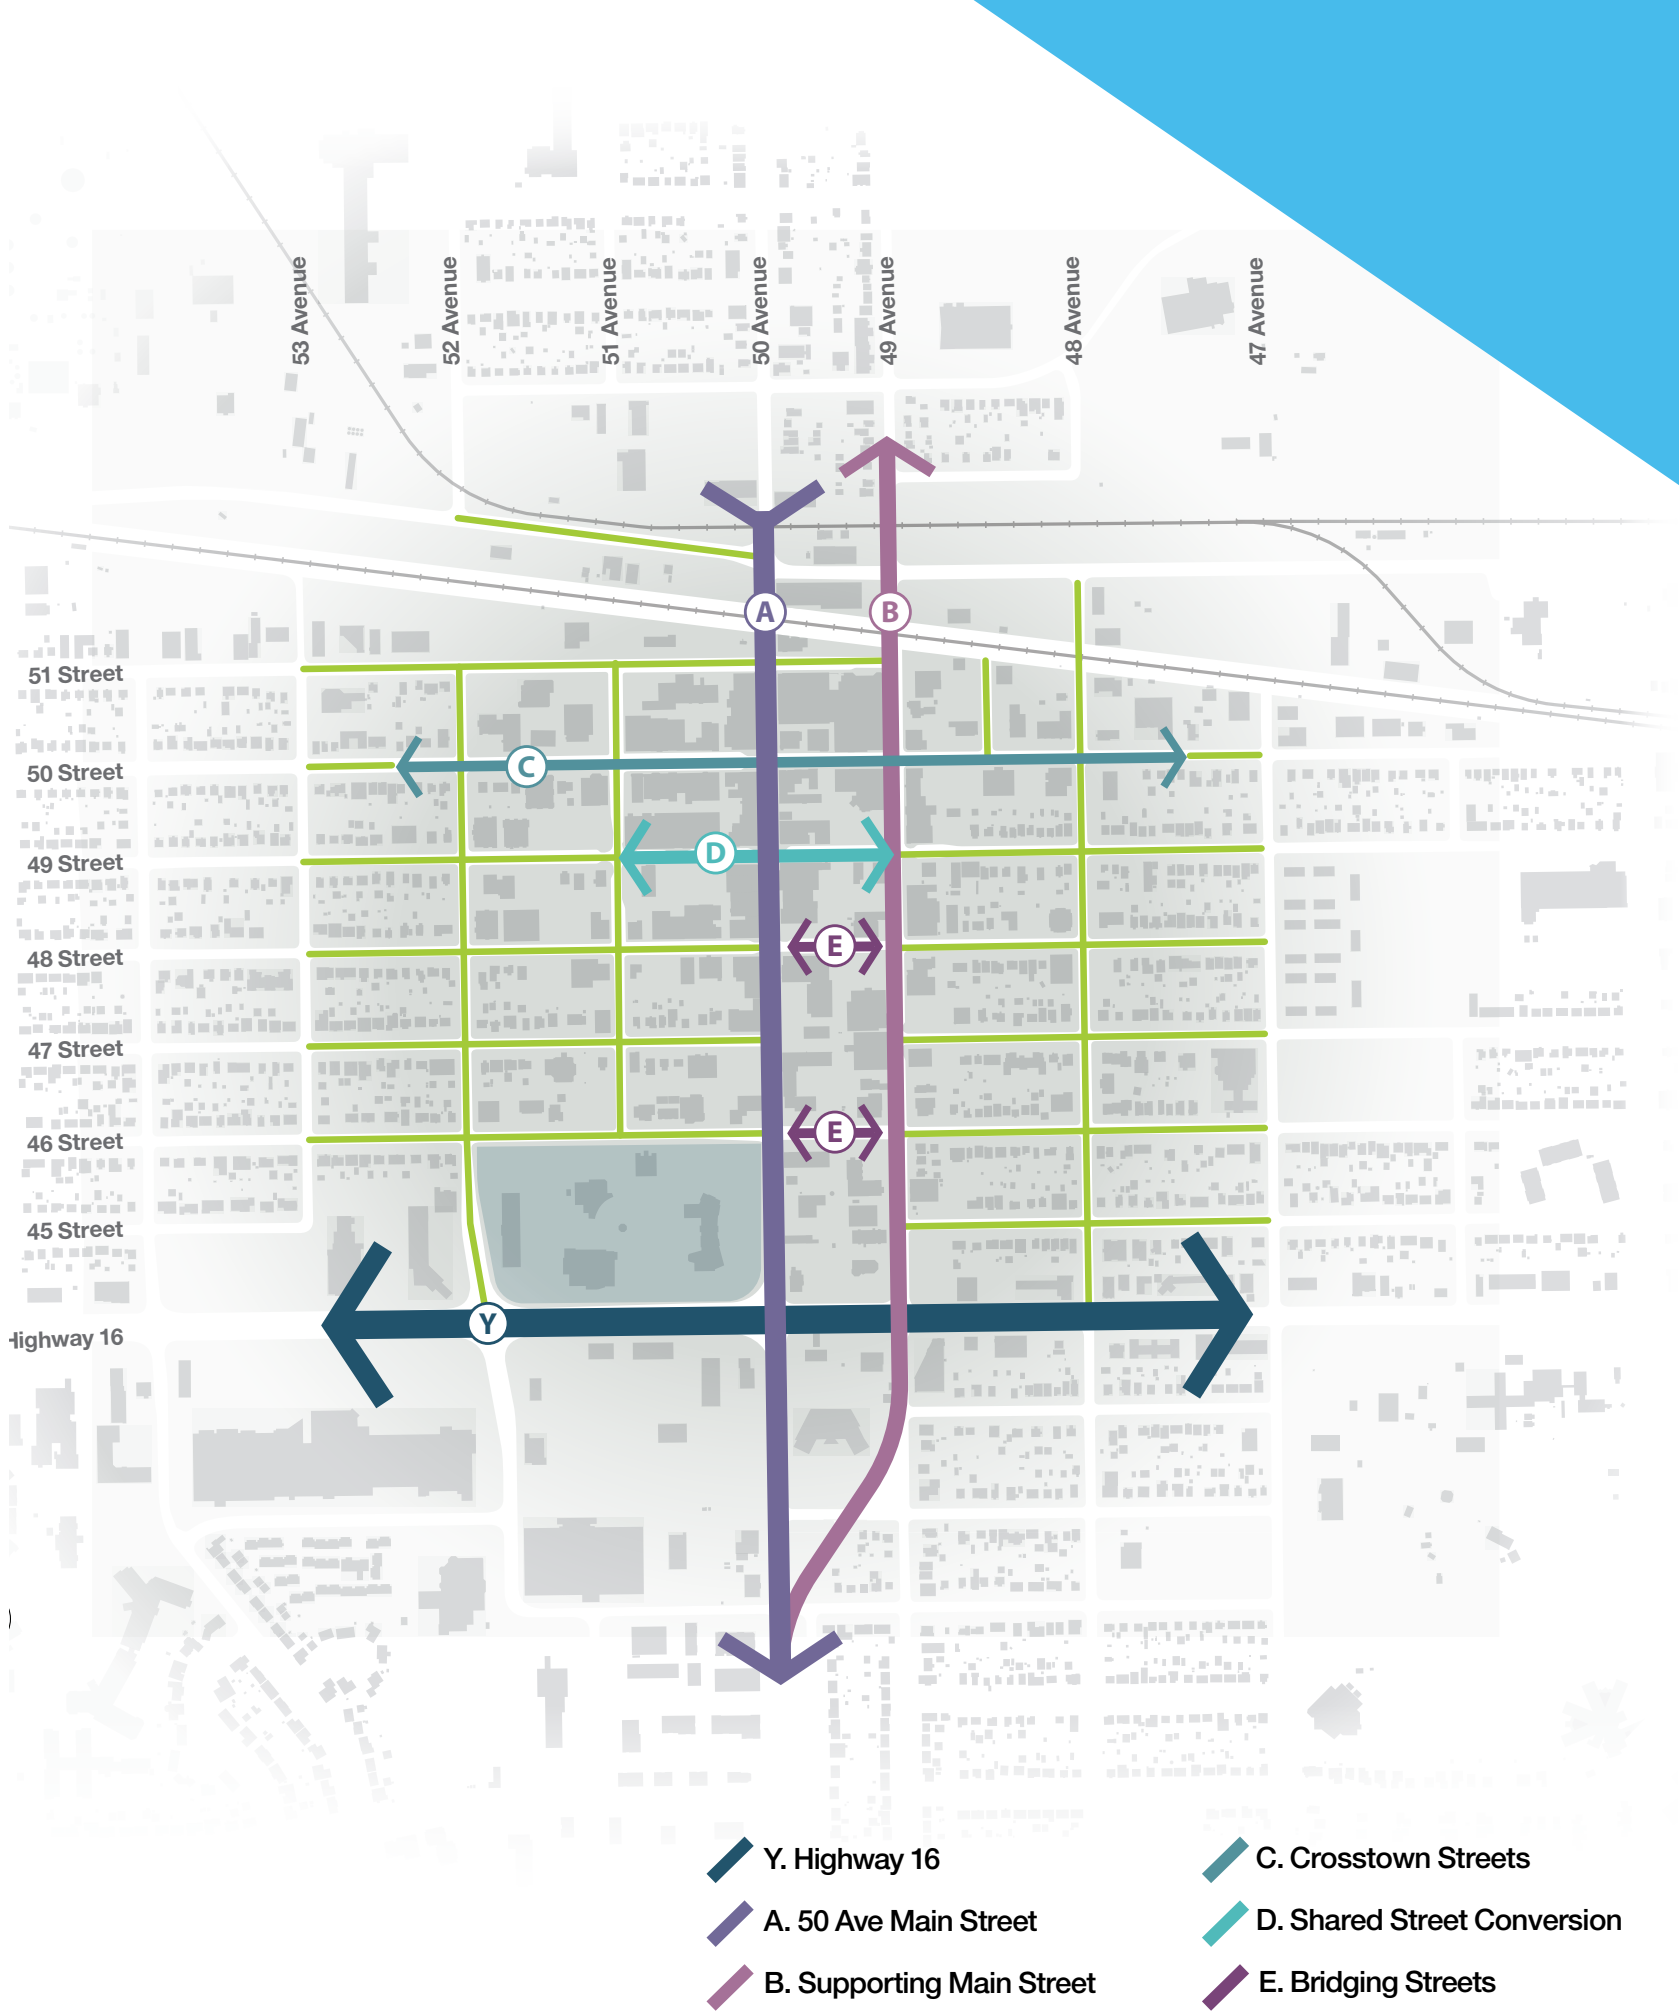 53 Avenue
52 Avenue
51 Avenue
50 Avenue
49 Avenue
48 Avenue
47 Avenue
A
B
51 Street
50 Street
C
D
49 Street
E
48 Street
47 Street
E
46 Street
45 Street
Y
Highway 16
Y. Highway 16
A. 50 Ave Main Street
B. Supporting Main Street
C. Crosstown Streets
D. Shared Street Conversion
E. Bridging Streets